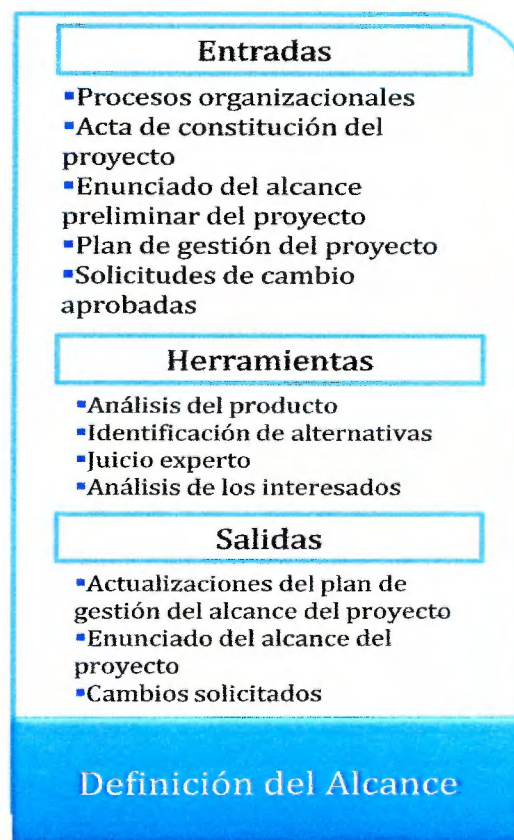 Entradas
▪Procesos organizacionales
▪Acta de constitución del
proyecto
▪Enunciado del alcance
preliminar del proyecto
▪Plan de gestión del proyecto
▪Solicitudes de cambio
aprobadas
Herramientas
▪Análisis del producto
▪Identificación de alternativas
▪Juicio experto
▪Análisis de los interesados
Salidas
▪Actualizaciones del plan de
gestión del alcance del proyecto
▪Enunciado del alcance del
proyecto
▪Cambios solicitados
Definición del Alcance